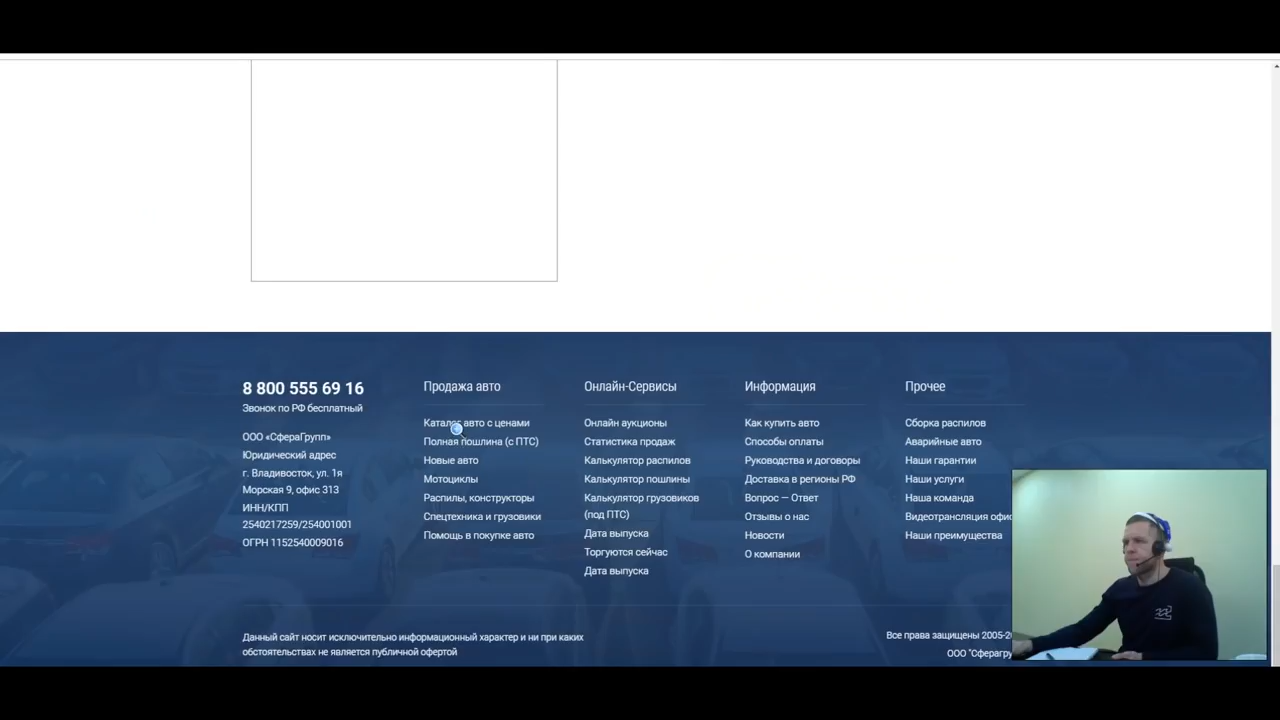 8 800 555 69 16
Звонок по РФ бесплатный
ООО «СфераГрупп»
Юридический адрес
г. Владивосток, ул. 1я
Морская 9, офис 313
ИНН/КПП
2540217259/254001001
ОГРН 1152540009016
Продажа авто
Каталог авто с ценами
Полная пошлина (с ПТС)
Новые авто
Мотоциклы
Распилы, конструкторы
Спецтехника и грузовики
Помощь в покупке авто
Онлайн-Сервисы
Онлайн аукционы
Статистика продаж
Калькулятор распилов
Калькулятор пошлины
Калькулятор грузовиков
(под ПТС)
Дата выпуска
Торгуются сейчас
Дата выпуска
Информация
Как купить авто
Способы оплаты
Руководства и договоры
Доставка в регионы РФ
Вопрос — Ответ
Отзывы о нас
Новости
О компании
Прочее
Сборка распилов
Аварийные авто
Наши гарантии
Наши услуги
Наша команда
Видеотрансляция
Наши преимущества
Данный сайт носит исключительно информационный характер и ни при каких
обстоятельствах не является публичной офертой
Все права защищены 2005-
ООО